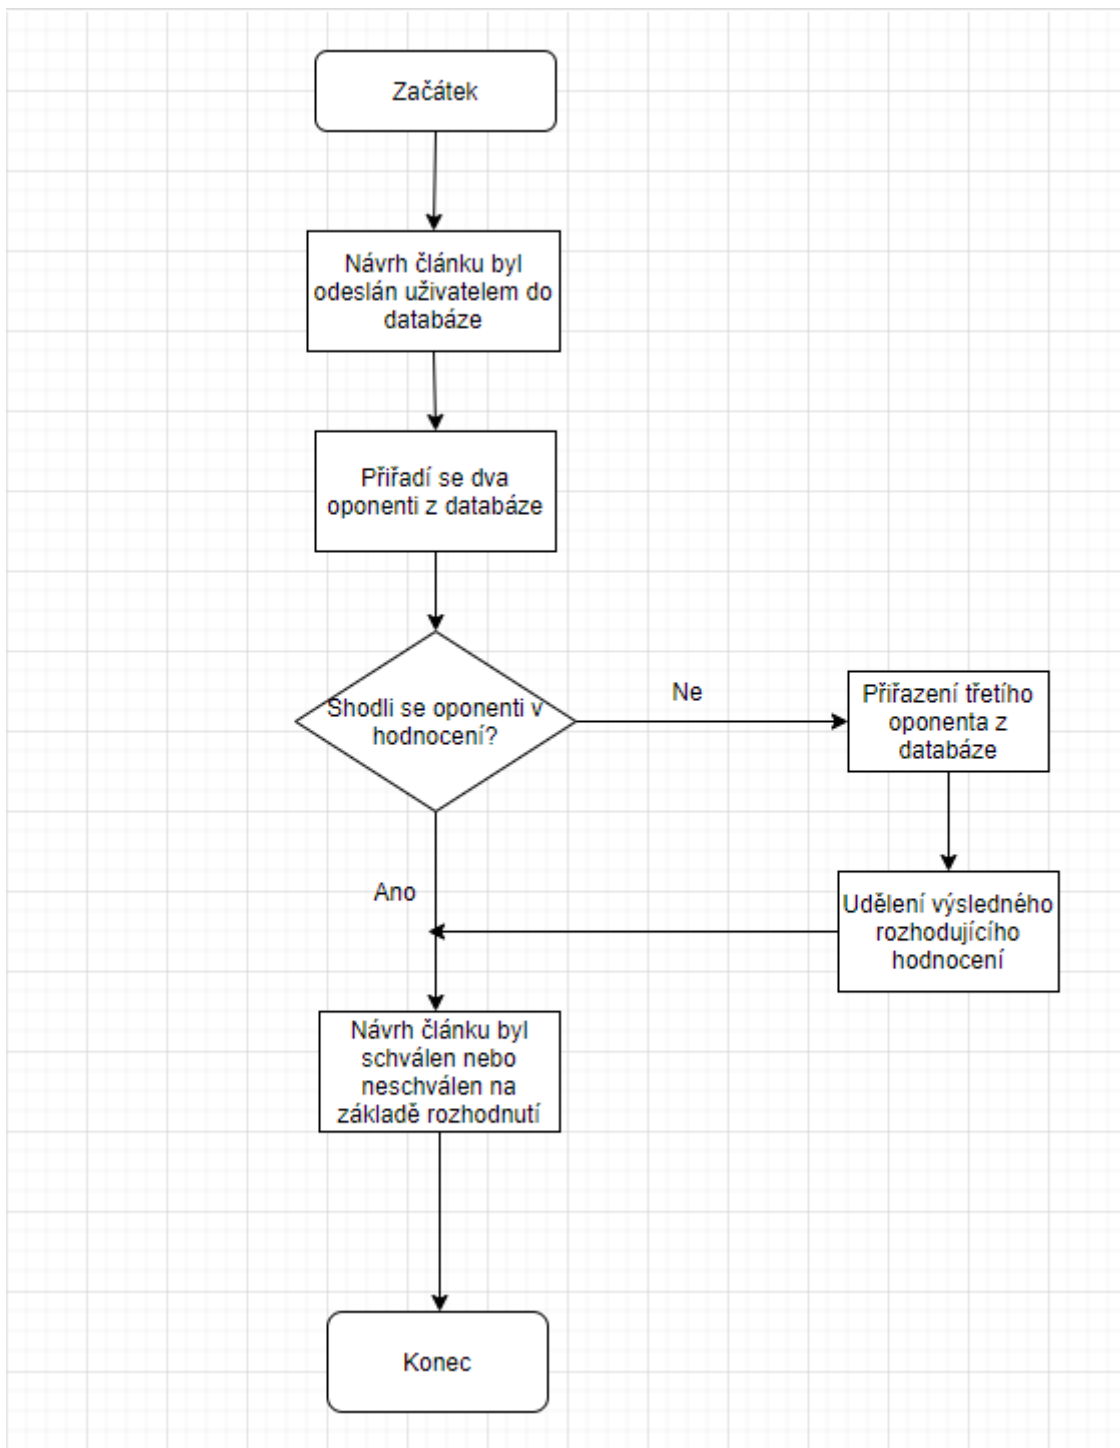 Začátek
Návrh článku byl
odeslán uživatelem do
databáze
Přiřadí se dva
oponenti z databáze
Shodli se oponenti v
hodnocení?
Ne
Přiřazení třetího
oponenta z
databáze
Ano
Udělení výsledného
rozhodujícího
hodnocení
Návrh článku byl
schválen nebo
neschválen na
základě rozhodnutí
Konec